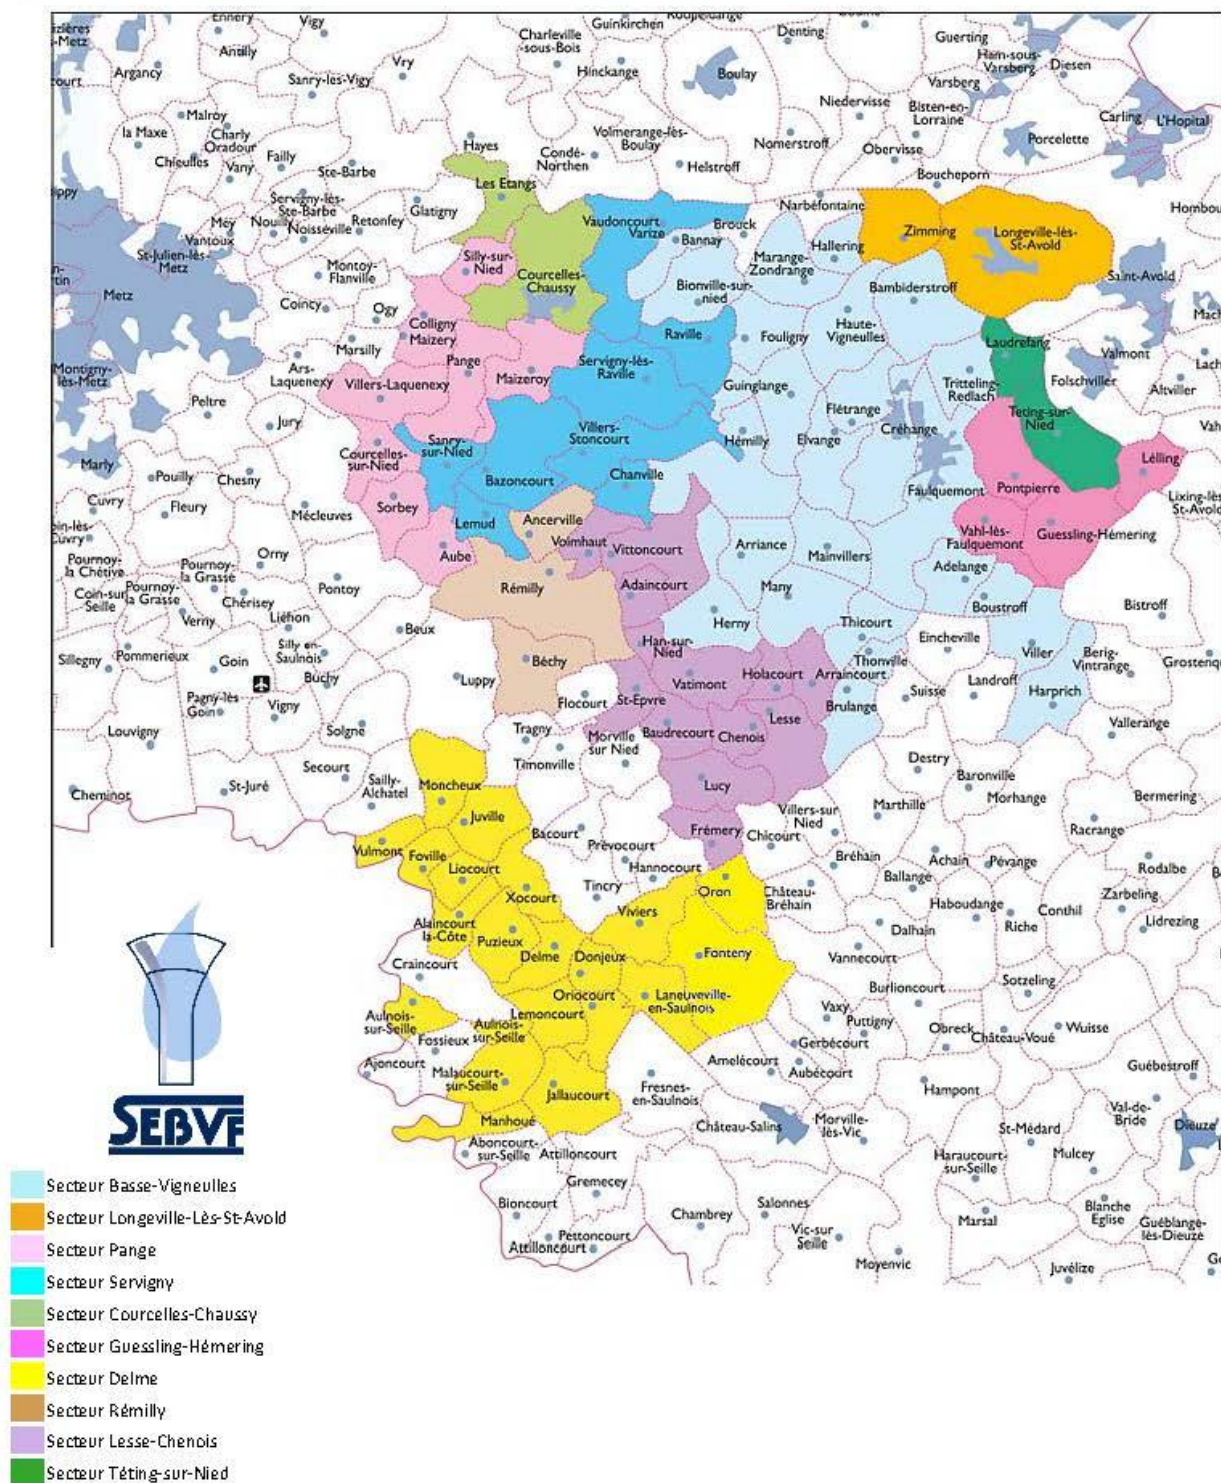 Ennery
Vigy
Guinkirchen
Denting
Guerting
Charleville
-sous-Bois
Antilly
Vry
Argancy
Sanry-les-Vigy
Hinckange
Boulay
Ham-sous-
Varsberg
Diesen
Varsberg
Niedervisse
Bisten-en-
Lorraine
Carling
L'Hopital
Malroy
la Maxe
Charly
Oradour
Chieulles
Vany
Failly
Ste-Barbe
Hayes
Condé-
Northen
Volmerange-lès-
Boulay
Helstroff
Nomerstroff
Obervisse
Porcelette
Boucheporn
Les Etangs
Servigny-lès-
Ste-Barbe
Glatigny
Retonfey
Mey
Nouilly
Noisseville
Vantoux
St-Julien-lès-
Metz
Vaudoncourt
Varize
Brouck
Bannay
Narbéfontaine
Hallering
Marange-
Zondrange
Zimming
Longeville-lès-
St-Avold
Saint-Avold
Silly-sur-
Nied
Courcelles-
Chaussy
Montoy-
Flanville
Metz
Coincy
Ogy
Bionville-sur-
nied
Bambiderstroff
Colligny
Maizery
Marsilly
Raville
Fouligny
Haute-
Vigneulles
Laudrefang
Valmont
Folschviller
Altviller
Montigny-
lès-Metz
Ars-
Laquenexy
Pange
Villers-Laquenexy
Maizeroy
Servigny-lès-
Raville
Guinglange
Tritteling-
Redlach
Peltre
Jury
Flétrange
Créhange
Teting-sur-
Nied
Villers-
Stoncourt
Hémilly
Elvange
Sanry-
sur-Nied
Courcelles-
sur-Nied
Lélling
Marly
Pouilly
Chesny
Bazoncourt
Chanville
Faulquemont
Pontpierre
Lixing-lès-
St-Avold
Cuvry
Fleury
Mécleuves
Sorbey
Lemud
Ancerville
Vahl-lès-
Faulquemont
Guessling-Hémering
Aube
Voimhaut
Vittoncourt
Arriance
Mainvillers
Adelange
Orny
Pournoy-
la Chétive
Pournoy-
la Grasse
Coin-sur-
Seille
Pournoy-
la Grasse
Chérisey
Pontoy
Rémilly
Adaincourt
Many
Boustroff
Bistroff
Verny
Liéhon
Beux
Herny
Thicourt
Eincheville
Sillegny
Pommerieux
Goin
Silly en-
Saulnois
Buchy
Béchy
Han-sur-
Nied
Thonville
Viller
Berig-
Vintrange
Luppy
Flocourt
Vatimont
Holacourt
Arraincourt
Suisse
Landroff
Harprich
Pagny-lès
Goin
Vigny
St-Epvre
Lesse
Brulange
Vallerange
Louvigny
Solgne
Tragny
Morville
sur Nied
Baudrecourt
Chenois
Timonville
Destry
Secourt
Sailly-
Alchatel
Moncheux
Lucy
Baronville
Morhange
Bermering
Cheminot
St-Juré
Juville
Villers-sur
Nied
Marthille
Racrange
Bacourt
Frémery
Chicourt
Vulmont
Foville
Prévocourt
Liocourt
Hannocourt
Bréhain
Achain
Pévange
Rodalbe
Xocourt
Tincry
Oron
Château-
Bréhain
Ballange
Haboudange
Zarbeling
Viviers
Riche
Conthil
Lidrezing
Alaincourt
la-Côte
Puzieux
Dalhain
Delme
Donjeux
Fonteny
Vannecourt
Craincourt
Sotzeling
Oriocourt
Laneuveville-
en-Saulnois
Burlioncourt
Aulnois-
sur-Seille
Lemoncourt
Aulnois-
sur-Seille
Vaxy
Puttigny
Obreck
Château-Voué
Wuisse
Fossieux
Gerbécourt
Ajoncourt
Malaucourt-
sur-Seille
Amelécourt
Aubécourt
Guébestroff
Jallaucourt
Fresnes-
en-Saulnois
Hampont
Manhoué
Château-Salins
Morville-
lès-Vic
Val-de-
Bride
Dieuze
Aboncourt-
sur-Seille
Attilloncourt
St-Médard
Haraucourt-
sur-Seille
Mulcey
Gremecey
Bioncourt
Chambrey
Salonnes
Marsal
Blanche
Eglise
Guéblange-
lès-Dieuze
Pettoncourt
Attilloncourt
Vic-sur
Seille
Moyenvic
Juvélize
SEBVF
Secteur Basse-Vigneulles
Secteur Longeville-Lès-St-Avold
Secteur Pange
Secteur Servigny
Secteur Courcelles-Chaussy
Secteur Guessling-Hémering
Secteur Delme
Secteur Rémilly
Secteur Lesse-Chenois
Secteur Téting-sur-Nied